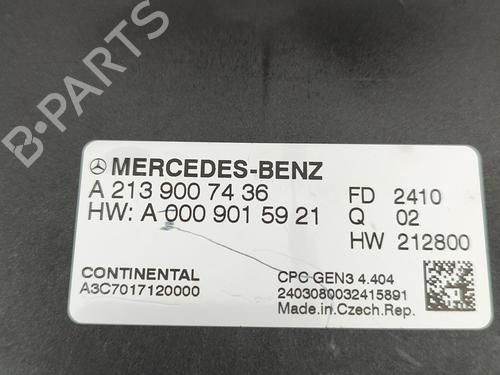 MERCEDES-BENZ
A 213 900 74 36 FD 2410
HW: A 000 901 59 21 Q 02
HW 212800
CONTINENTAL CPC GEN3 4.404
A3C7017120000 2403080032415891
Made.in.Czech.Rep.
B-PARTS